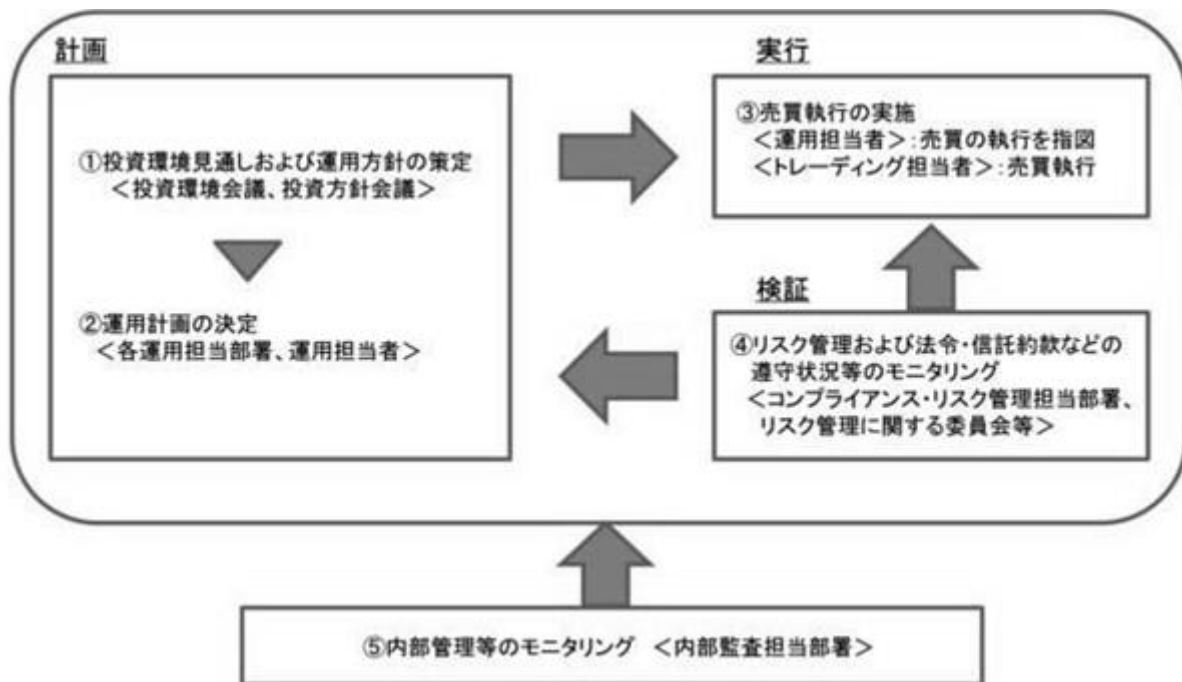 計画
①投資環境見通しおよび運用方針の策定
＜投資環境会議、投資方針会議＞
②運用計画の決定
＜各運用担当部署、運用担当者＞
実行
③売買執行の実施
＜運用担当者＞：売買の執行を指図
＜トレーディング担当者＞：売買執行
検証
④リスク管理および法令・信託約款などの
遵守状況等のモニタリング
＜コンプライアンス・リスク管理担当部署、
リスク管理に関する委員会等＞
⑤内部管理等のモニタリング　＜内部監査担当部署＞